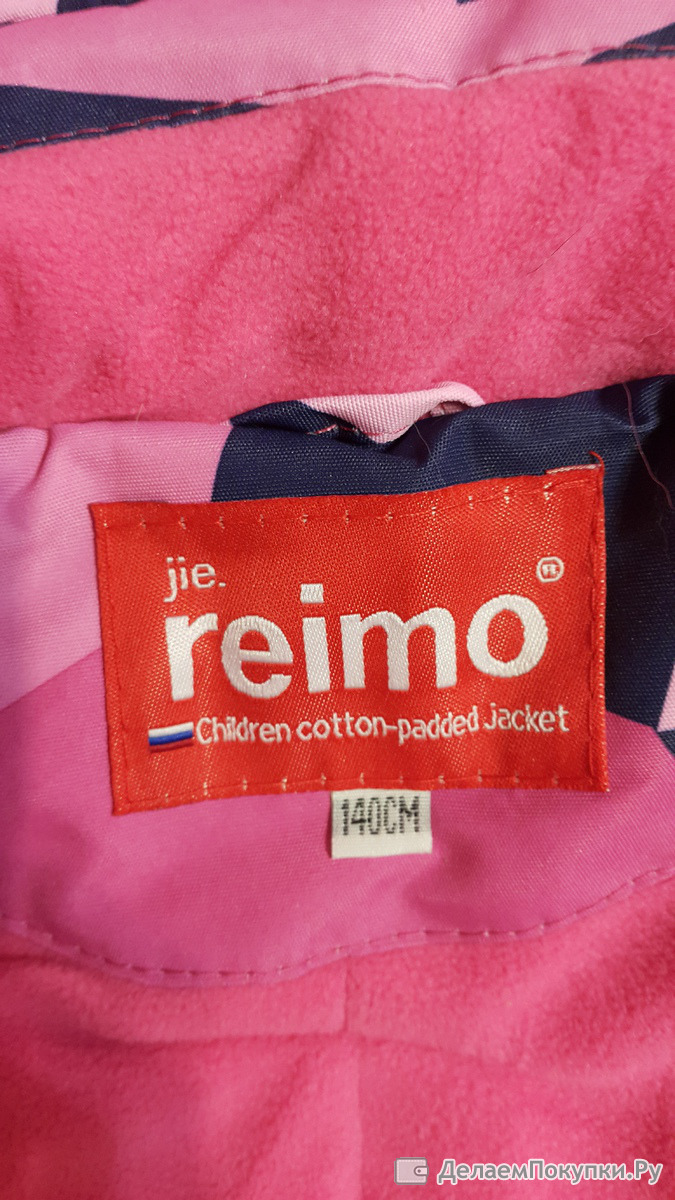 jie.
reimo®
Children cotton-padded Jacket
140CM
ДелаемПокупки.Ру